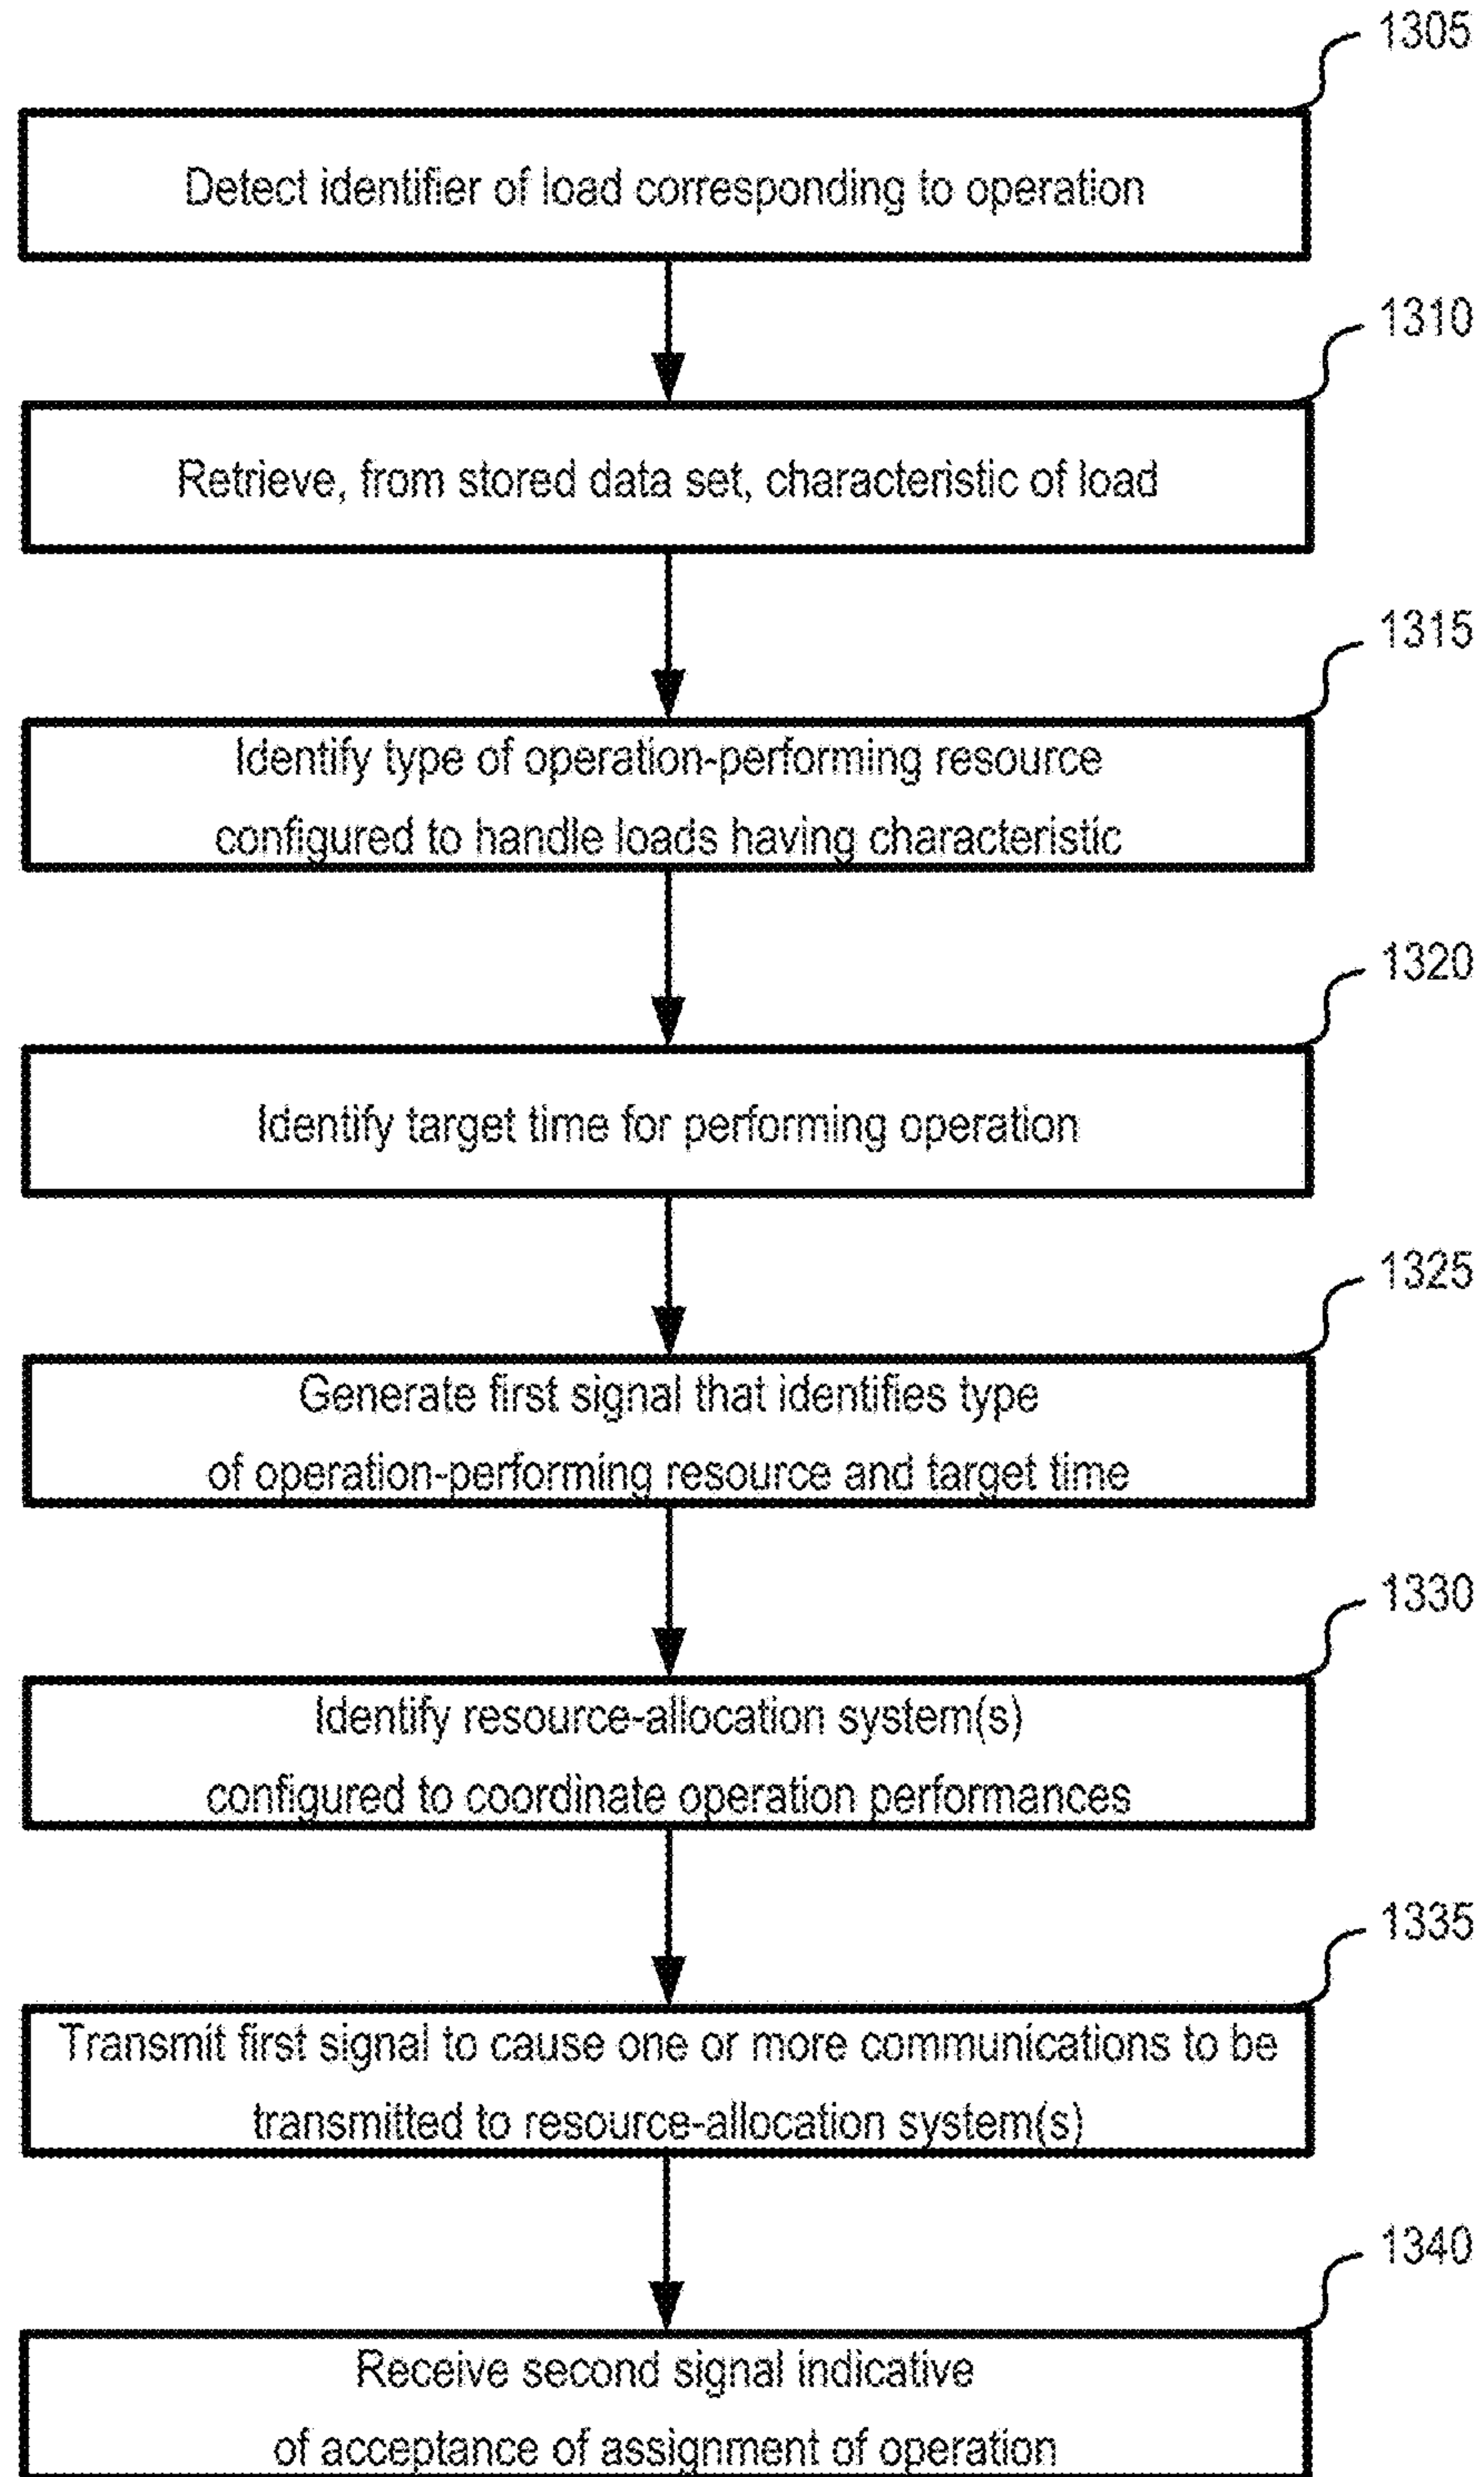 1305
Detect identifier of load corresponding to operation
1310
Retrieve, from stored data set, characteristic of load
1315
Identify type of operation-performing resource
configured to handle loads having characteristic
1320
Identify target time for performing operation
1325
Generate first signal that identifies type
of operation-performing resource and target time
1330
Identify resource-allocation system(s)
configured to coordinate operation performances
1335
Transmit first signal to cause one or more communications to be
transmitted to resource-allocation system(s)
1340
Receive second signal indicative
of acceptance of assignment of operation